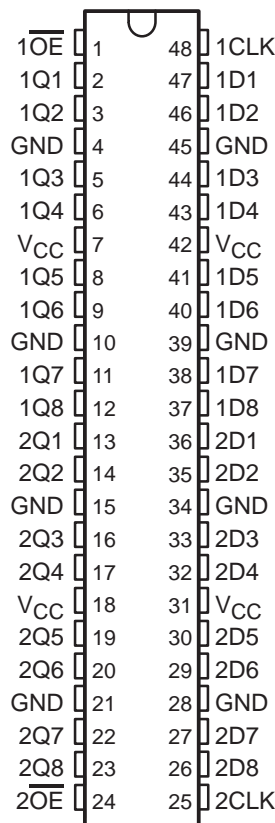 1O̅E̅ 1 48 1CLK
1Q1 2 47 1D1
1Q2 3 46 1D2
GND 4 45 GND
1Q3 5 44 1D3
1Q4 6 43 1D4
VCC 7 42 VCC
1Q5 8 41 1D5
1Q6 9 40 1D6
GND 10 39 GND
1Q7 11 38 1D7
1Q8 12 37 1D8
2Q1 13 36 2D1
2Q2 14 35 2D2
GND 15 34 GND
2Q3 16 33 2D3
2Q4 17 32 2D4
VCC 18 31 VCC
2Q5 19 30 2D5
2Q6 20 29 2D6
GND 21 28 GND
2Q7 22 27 2D7
2Q8 23 26 2D8
2O̅E̅ 24 25 2CLK